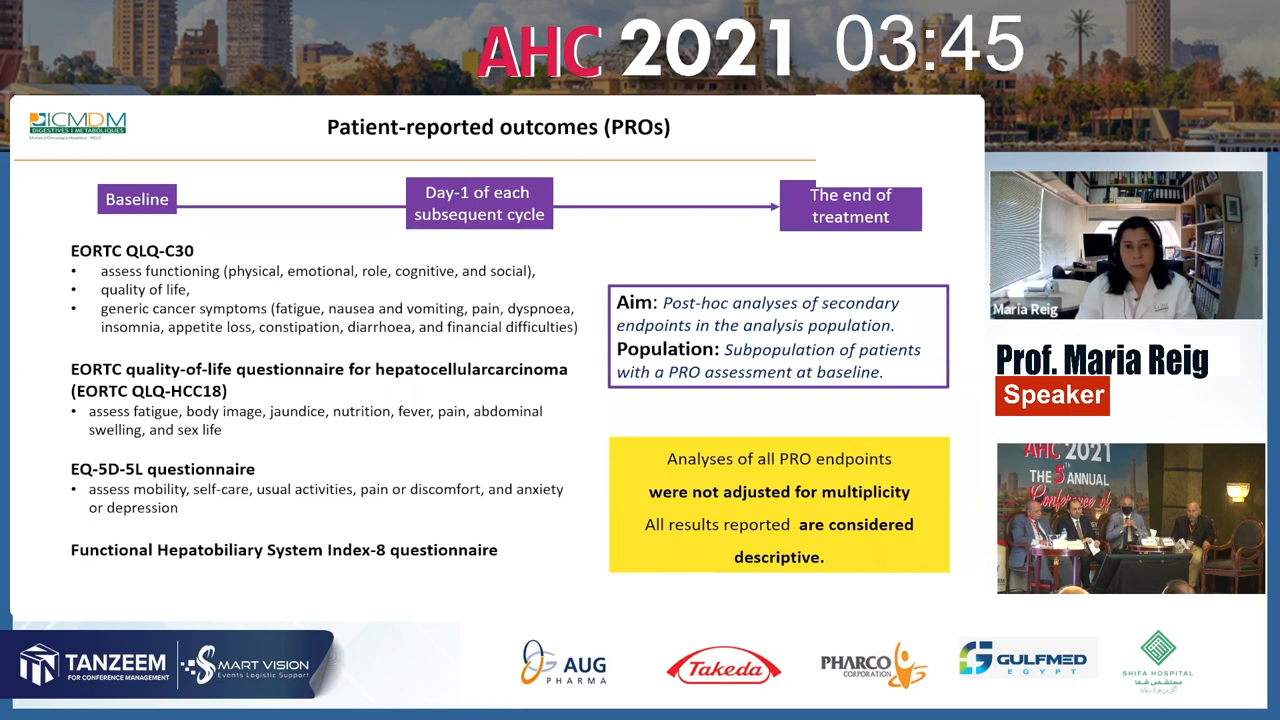 AHC 2021 03:45
ICMDM
DIGESTIVES I METABÒLIQUES
Patient-reported outcomes (PROs)
Baseline
Day-1 of each
subsequent cycle
The end of
treatment
EORTC QLQ-C30
• assess functioning (physical, emotional, role, cognitive, and social),
• quality of life,
• generic cancer symptoms (fatigue, nausea and vomiting, pain, dyspnoea,
insomnia, appetite loss, constipation, diarrhoea, and financial difficulties)
EORTC quality-of-life questionnaire for hepatocellularcarcinoma
(EORTC QLQ-HCC18)
• assess fatigue, body image, jaundice, nutrition, fever, pain, abdominal
swelling, and sex life
EQ-5D-5L questionnaire
• assess mobility, self-care, usual activities, pain or discomfort, and anxiety
or depression
Functional Hepatobiliary System Index-8 questionnaire
Aim: Post-hoc analyses of secondary
endpoints in the analysis population.
Population: Subpopulation of patients
with a PRO assessment at baseline.
Analyses of all PRO endpoints
were not adjusted for multiplicity
All results reported are considered
descriptive.
Maria Reig
Prof. Maria Reig
Speaker
AHC 2021
THE 5TH ANNUAL
Conference of
TANZEEM
FOR CONFERENCE MANAGEMENT
SMART VISION
Events Logistic Support
AUG
PHARMA
Takeda
PHARCO
CORPORATION
GULFMED
EGYPT
SHIFA HOSPITAL
مستشفى شفا